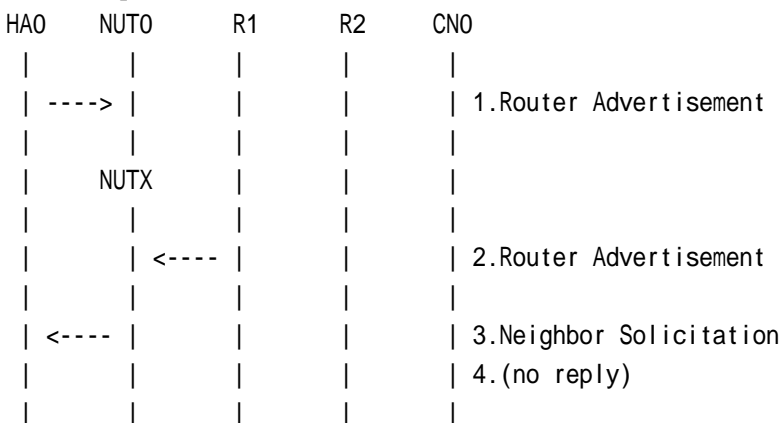 HA0 NUT0 R1 R2 CN0
| | | | |
| ----> | | | | 1.Router Advertisement
| | | | |
| NUTX | | |
| | | | |
| | <---- | | | 2.Router Advertisement
| | | | |
| <---- | | | | 3.Neighbor Solicitation
| | | | | 4.(no reply)
| | | | |